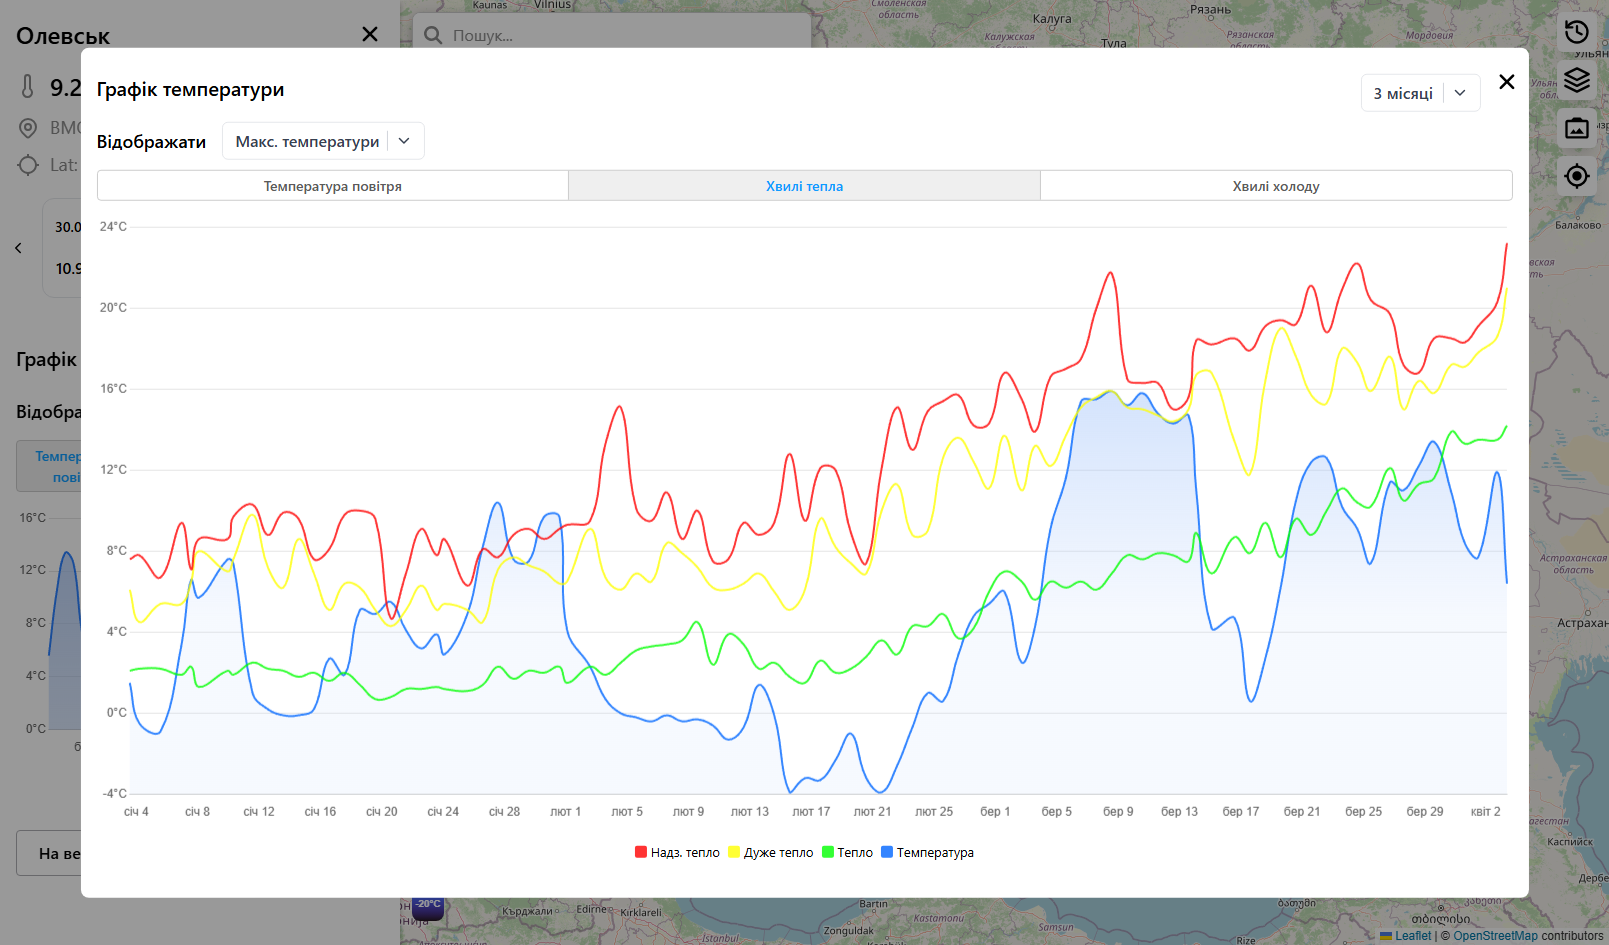 Олевськ
9.2
Lat:
30.0
10.9
Графік
Темпер
пові
16°C
12°C
8°C
4°C
0°C
На ве
Пошук...
Kaunas
Vilnius
Смоленская
область
Калуга
Калужская
область
Тула
Рязань
Рязанская
область
Мордовия
Балаково
Астраханская
область
Астрахан
Каспийск
Графік температури
3 місяці
Відображати
Макс. температури
Температура повітря
Хвилі тепла
Хвилі холоду
24°C
20°C
16°C
12°C
8°C
4°C
0°C
-4°C
січ 4
січ 8
січ 12
січ 16
січ 20
січ 24
січ 28
лют 1
лют 5
лют 9
лют 13
лют 17
лют 21
лют 25
бер 1
бер 5
бер 9
бер 13
бер 17
бер 21
бер 25
бер 29
квіт 2
Надз. тепло
Дуже тепло
Тепло
Температура
-20°C
Кърджали
Edirne
Kirklareli
İstanbul
Bartın
Zonguldak
Kastamonu
Samsun
ბათუმი
თბილისი
Rize
Leaflet | © OpenStreetMap contributors